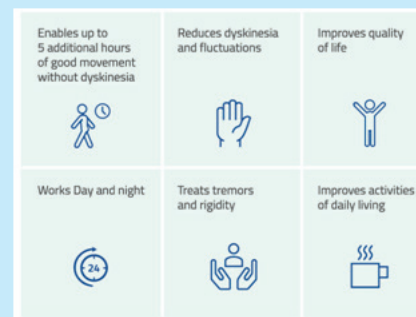 Enables up to
5 additional hours
of good movement
without dyskinesia
Reduces dyskinesia
and fluctuations
Improves quality
of life
Works Day and night
24
Treats tremors
and rigidity
Improves activities
of daily living